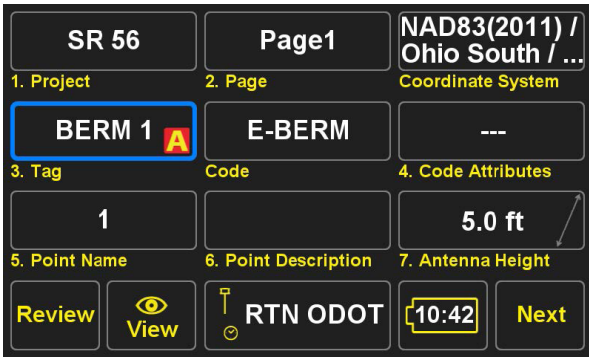 SR 56
Page1
NAD83(2011) /
Ohio South / ...
1. Project
2. Page
Coordinate System
BERM 1 A
E-BERM
---
3. Tag
Code
4. Code Attributes
1
5.0 ft
5. Point Name
6. Point Description
7. Antenna Height
Review
View
RTN ODOT
10:42
Next